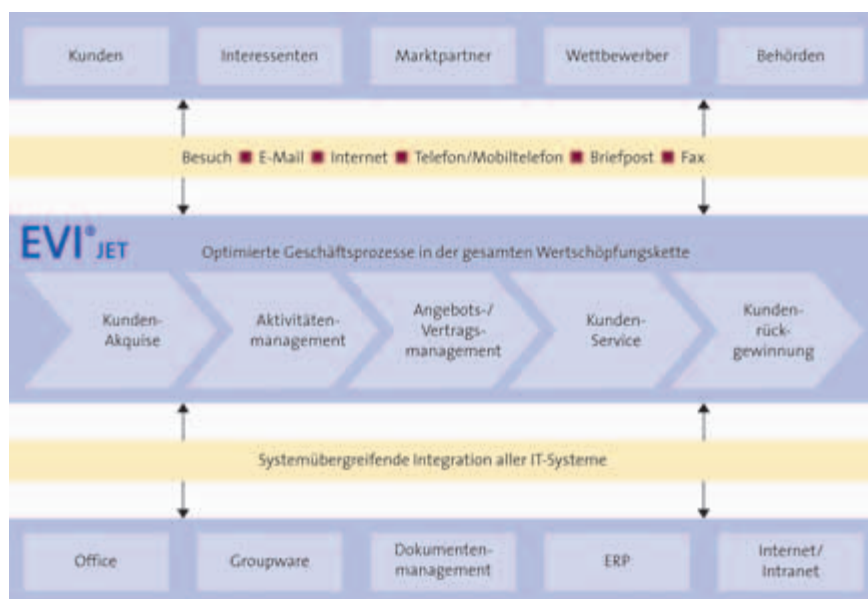 Kunden
Interessenten
Marktpartner
Wettbewerber
Behörden
Besuch ■ E-Mail ■ Internet ■ Telefon/Mobiltelefon ■ Briefpost ■ Fax
EVI® JET
Optimierte Geschäftsprozesse in der gesamten Wertschöpfungskette
Kunden-
Akquise
Aktivitäten-
management
Angebots-/
Vertrags-
management
Kunden-
Service
Kunden-
rück-
gewinnung
Systemübergreifende Integration aller IT-Systeme
Office
Groupware
Dokumenten-
management
ERP
Internet/
Intranet